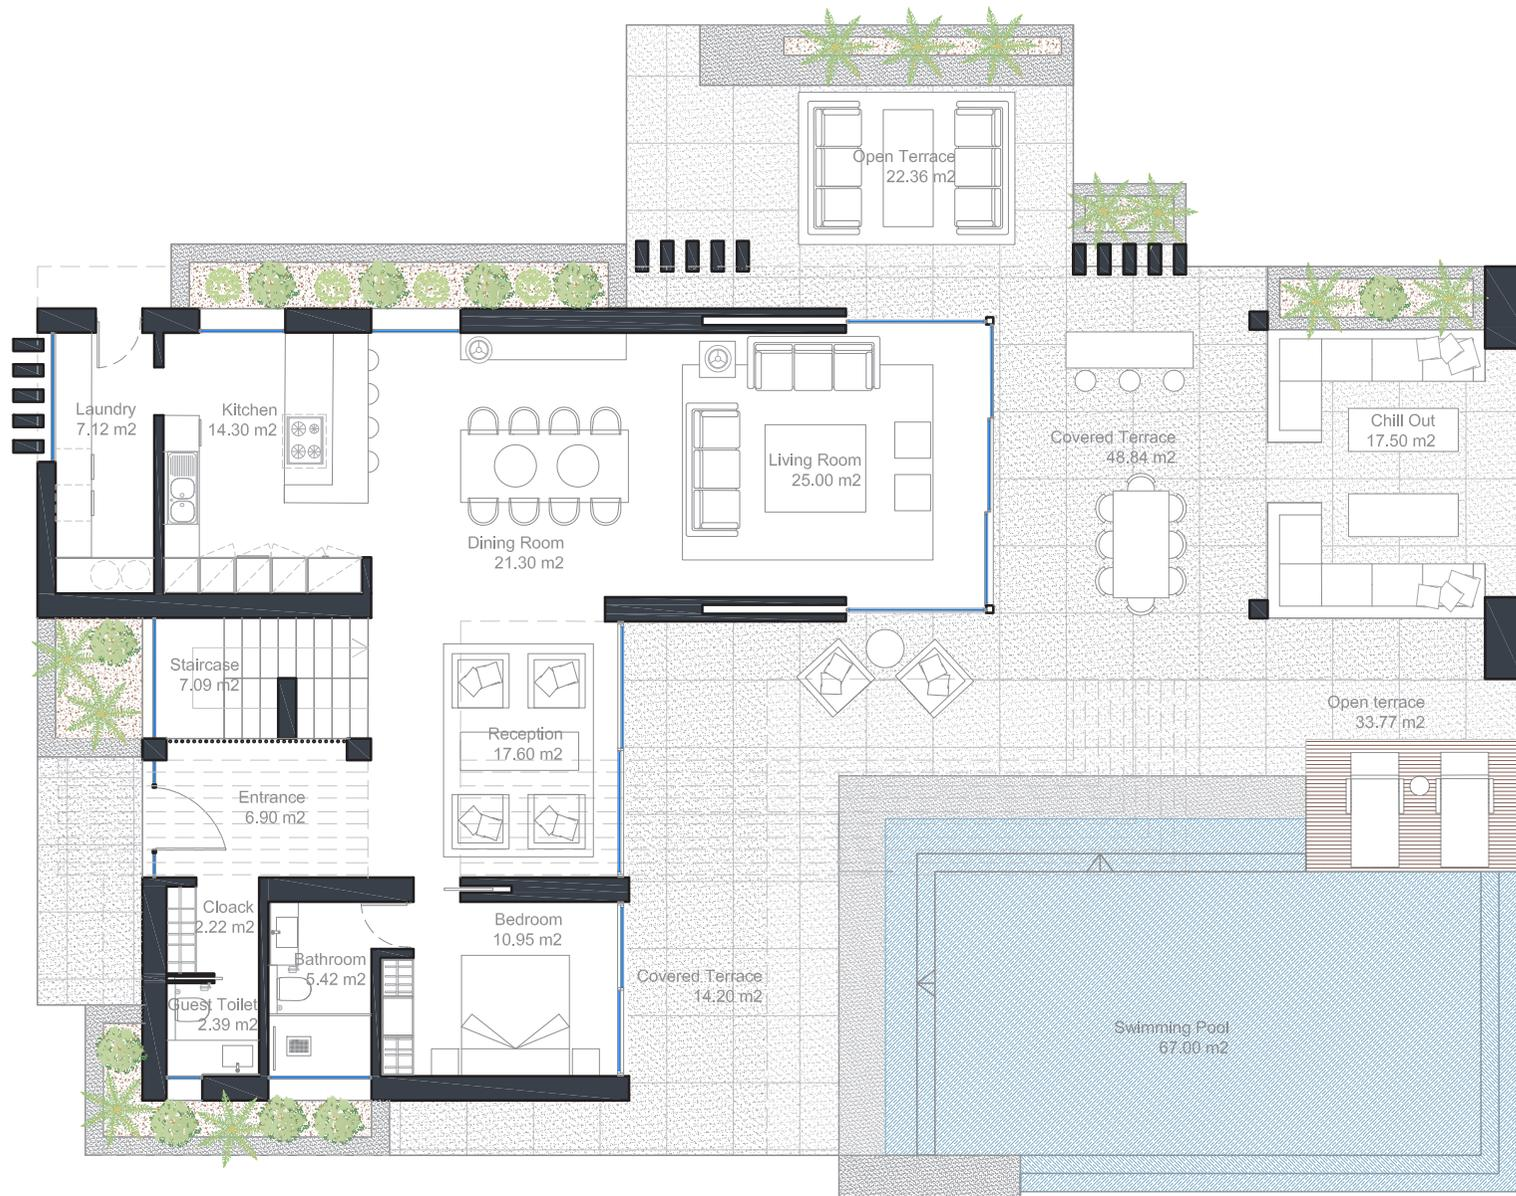 Open Terrace
22.36 m2
Laundry
7.12 m2
Kitchen
14.30 m2
Dining Room
21.30 m2
Living Room
25.00 m2
Covered Terrace
48.84 m2
Chill Out
17.50 m2
Staircase
7.09 m2
Reception
17.60 m2
Open terrace
33.77 m2
Entrance
6.90 m2
Cloack
2.22 m2
Bathroom
5.42 m2
Bedroom
10.95 m2
Guest Toilet
2.39 m2
Covered Terrace
14.20 m2
Swimming Pool
67.00 m2